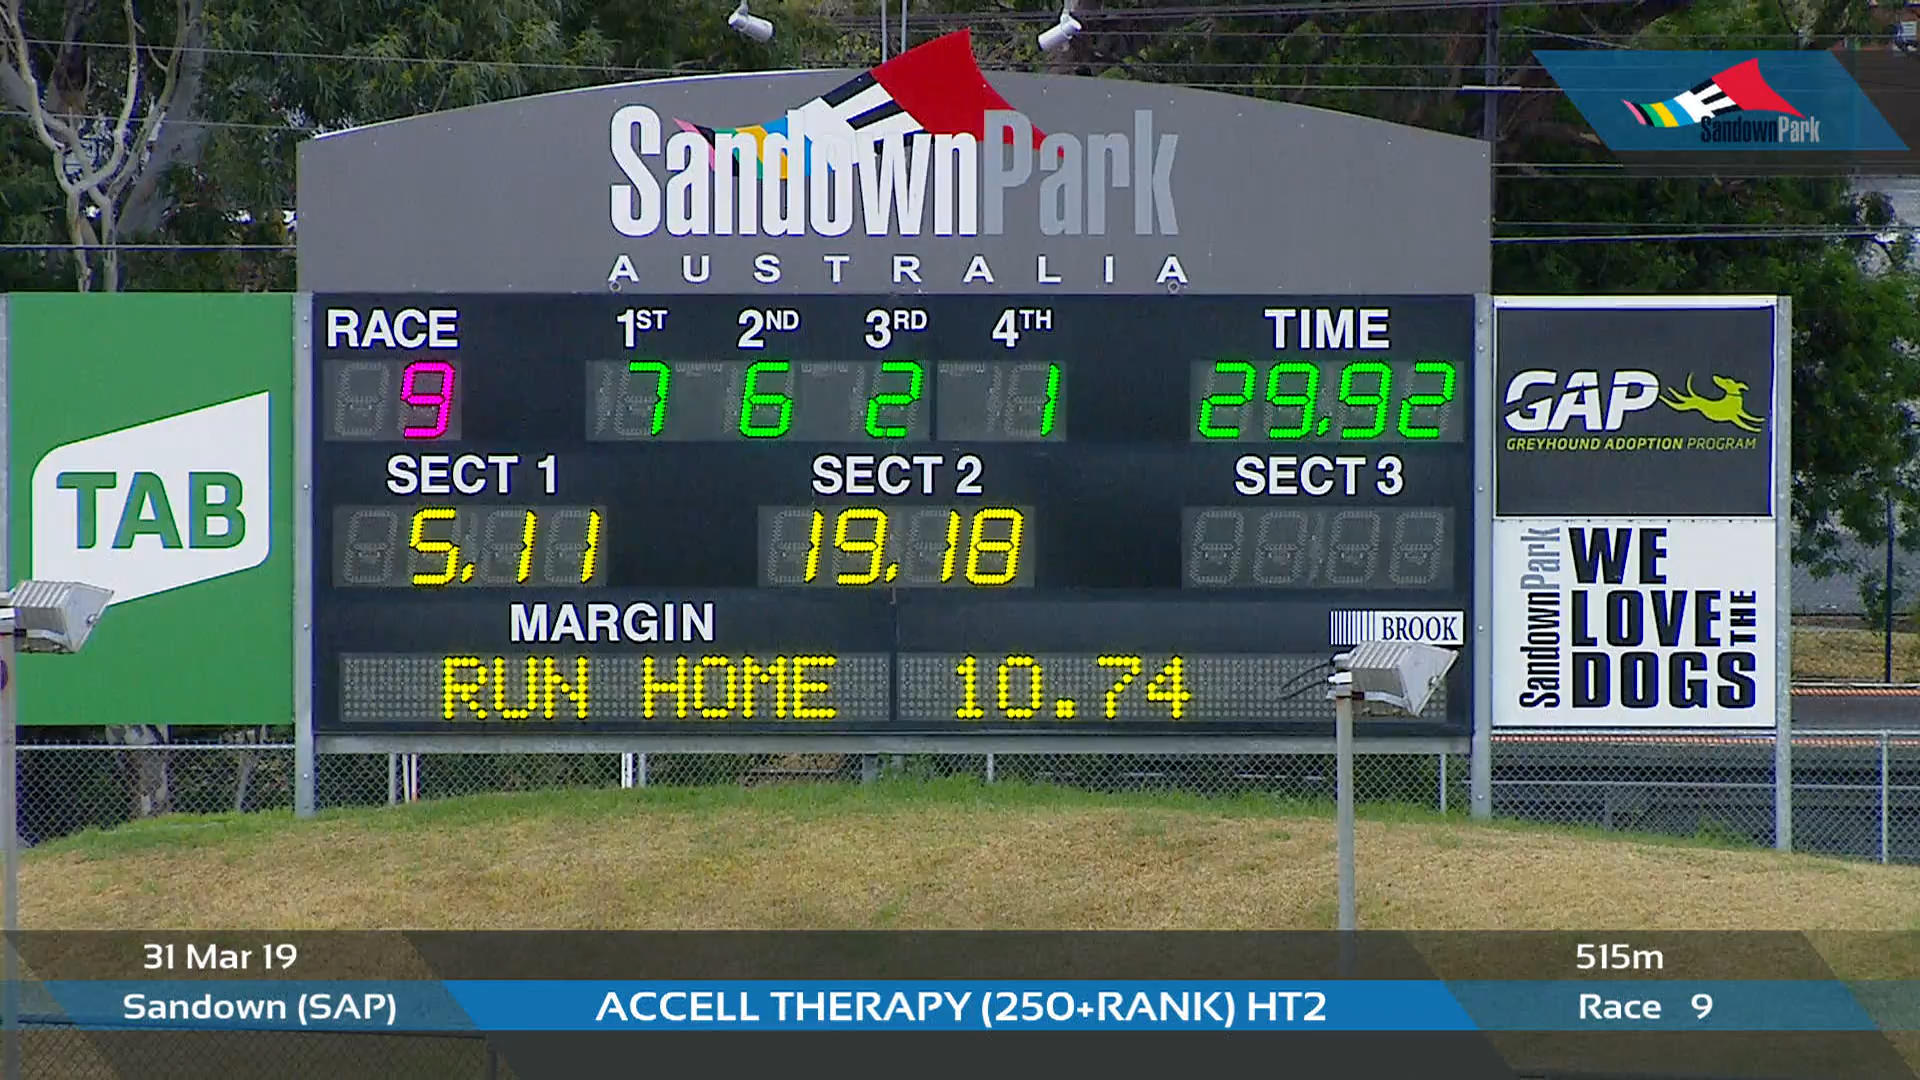 SandownPark
AUSTRALIA
SandownPark
RACE 1ST 2ND 3RD 4TH TIME
9 7 6 2 1 29.92
SECT 1 SECT 2 SECT 3
5.11 19.18
MARGIN
BROOK
RUN HOME 10.74
TAB
GAP
GREYHOUND ADOPTION PROGRAM
SandownPark
WE
LOVE THE
DOGS
31 Mar 19
515m
Sandown (SAP)
ACCELL THERAPY (250+RANK) HT2
Race 9